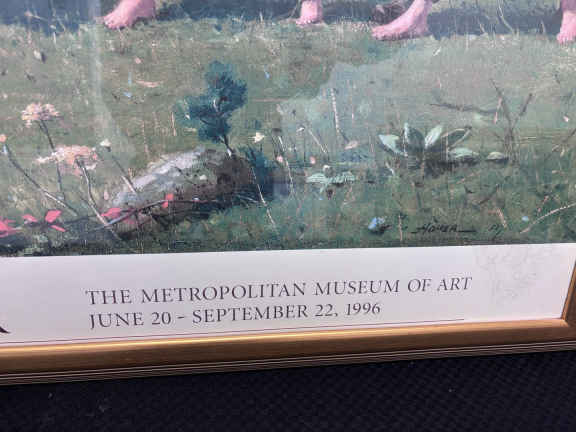 HOMER
THE METROPOLITAN MUSEUM OF ART
JUNE 20 - SEPTEMBER 22, 1996